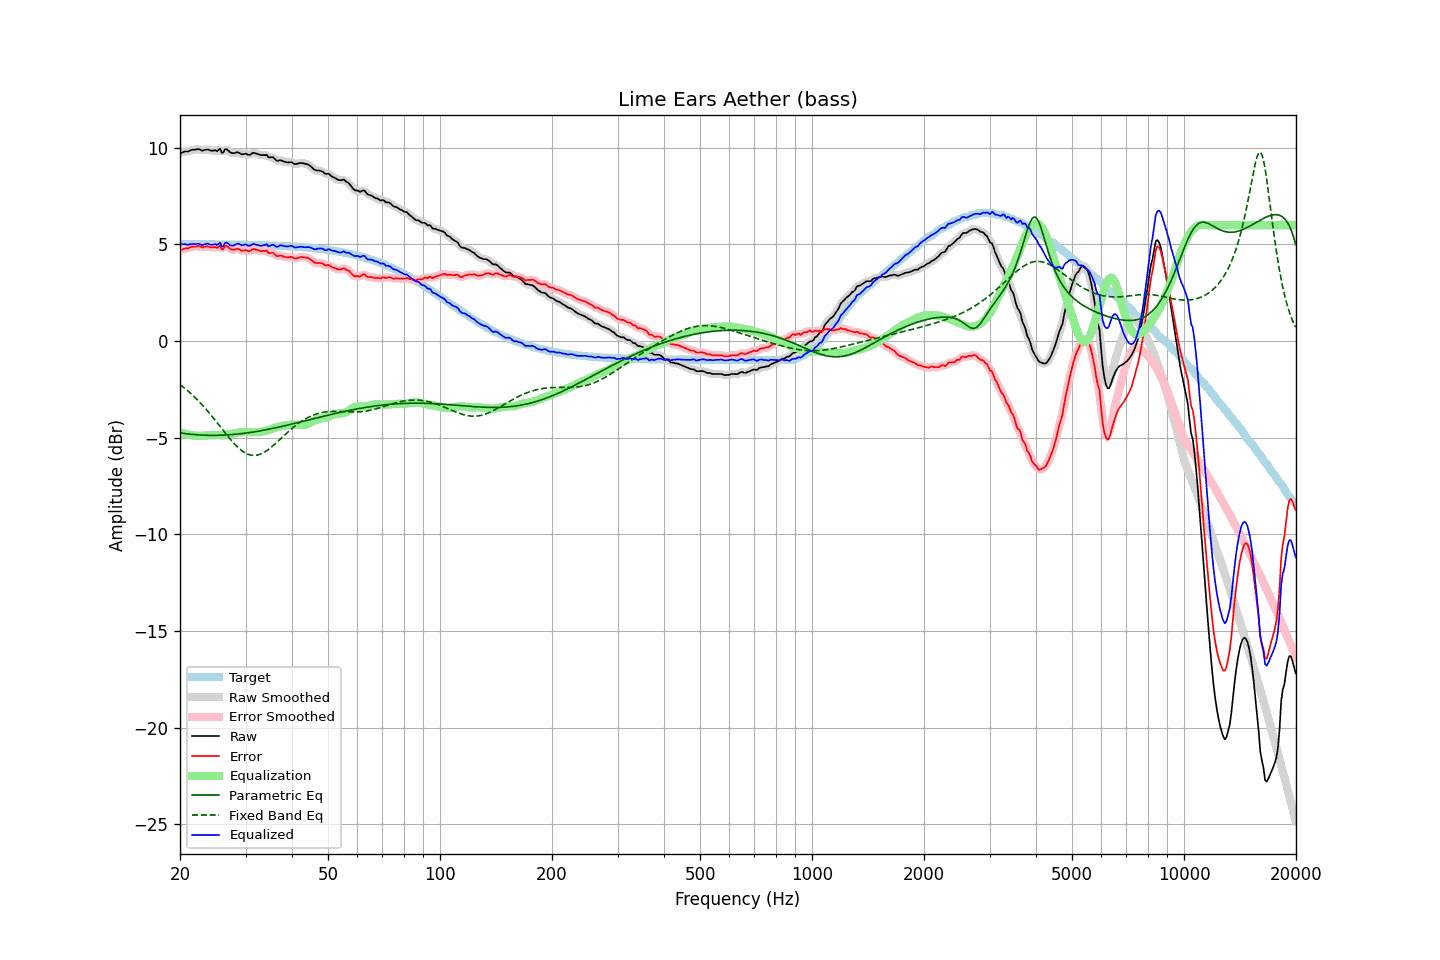 Lime Ears Aether (bass)
10
5
0
−5
−10
−15
−20
−25
Amplitude (dBr)
Target
Raw Smoothed
Error Smoothed
Raw
Error
Equalization
Parametric Eq
Fixed Band Eq
Equalized
20 50 100 200 500 1000 2000 5000 10000 20000
Frequency (Hz)